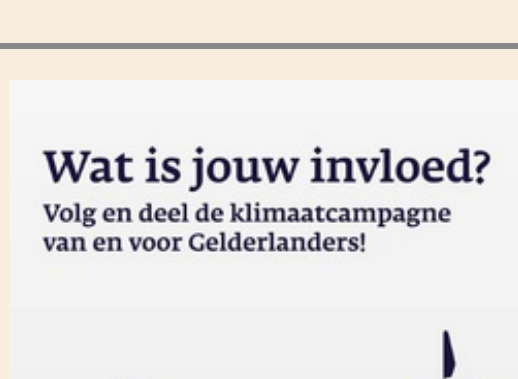 Wat is jouw invloed?
Volg en deel de klimaatcampagne
van en voor Gelderlanders!